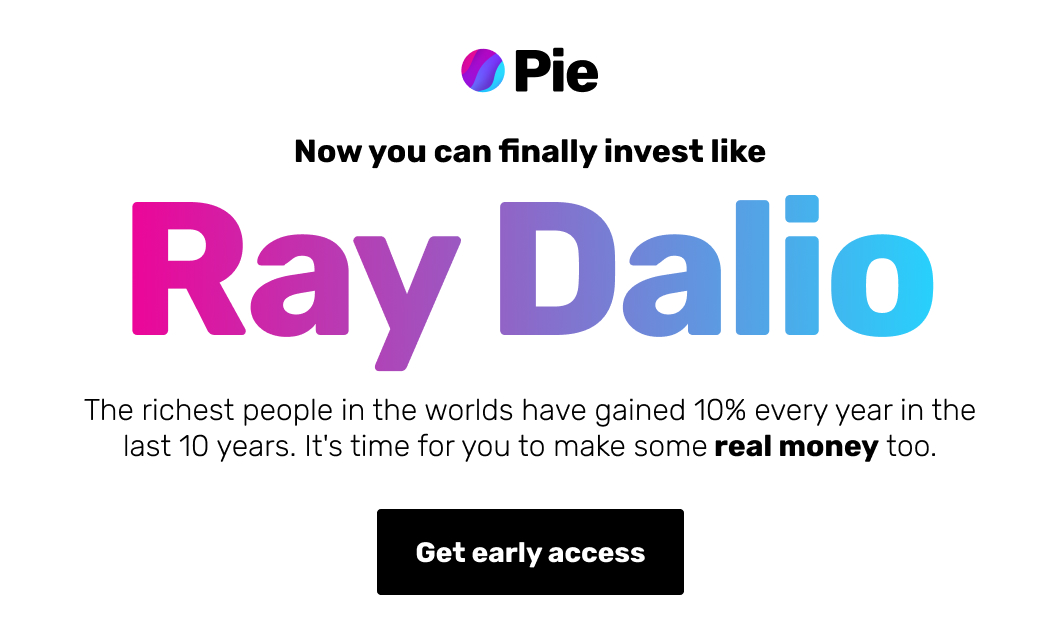 Pie
Now you can finally invest like
Ray Dalio
The richest people in the worlds have gained 10% every year in the
last 10 years. It's time for you to make some real money too.
Get early access